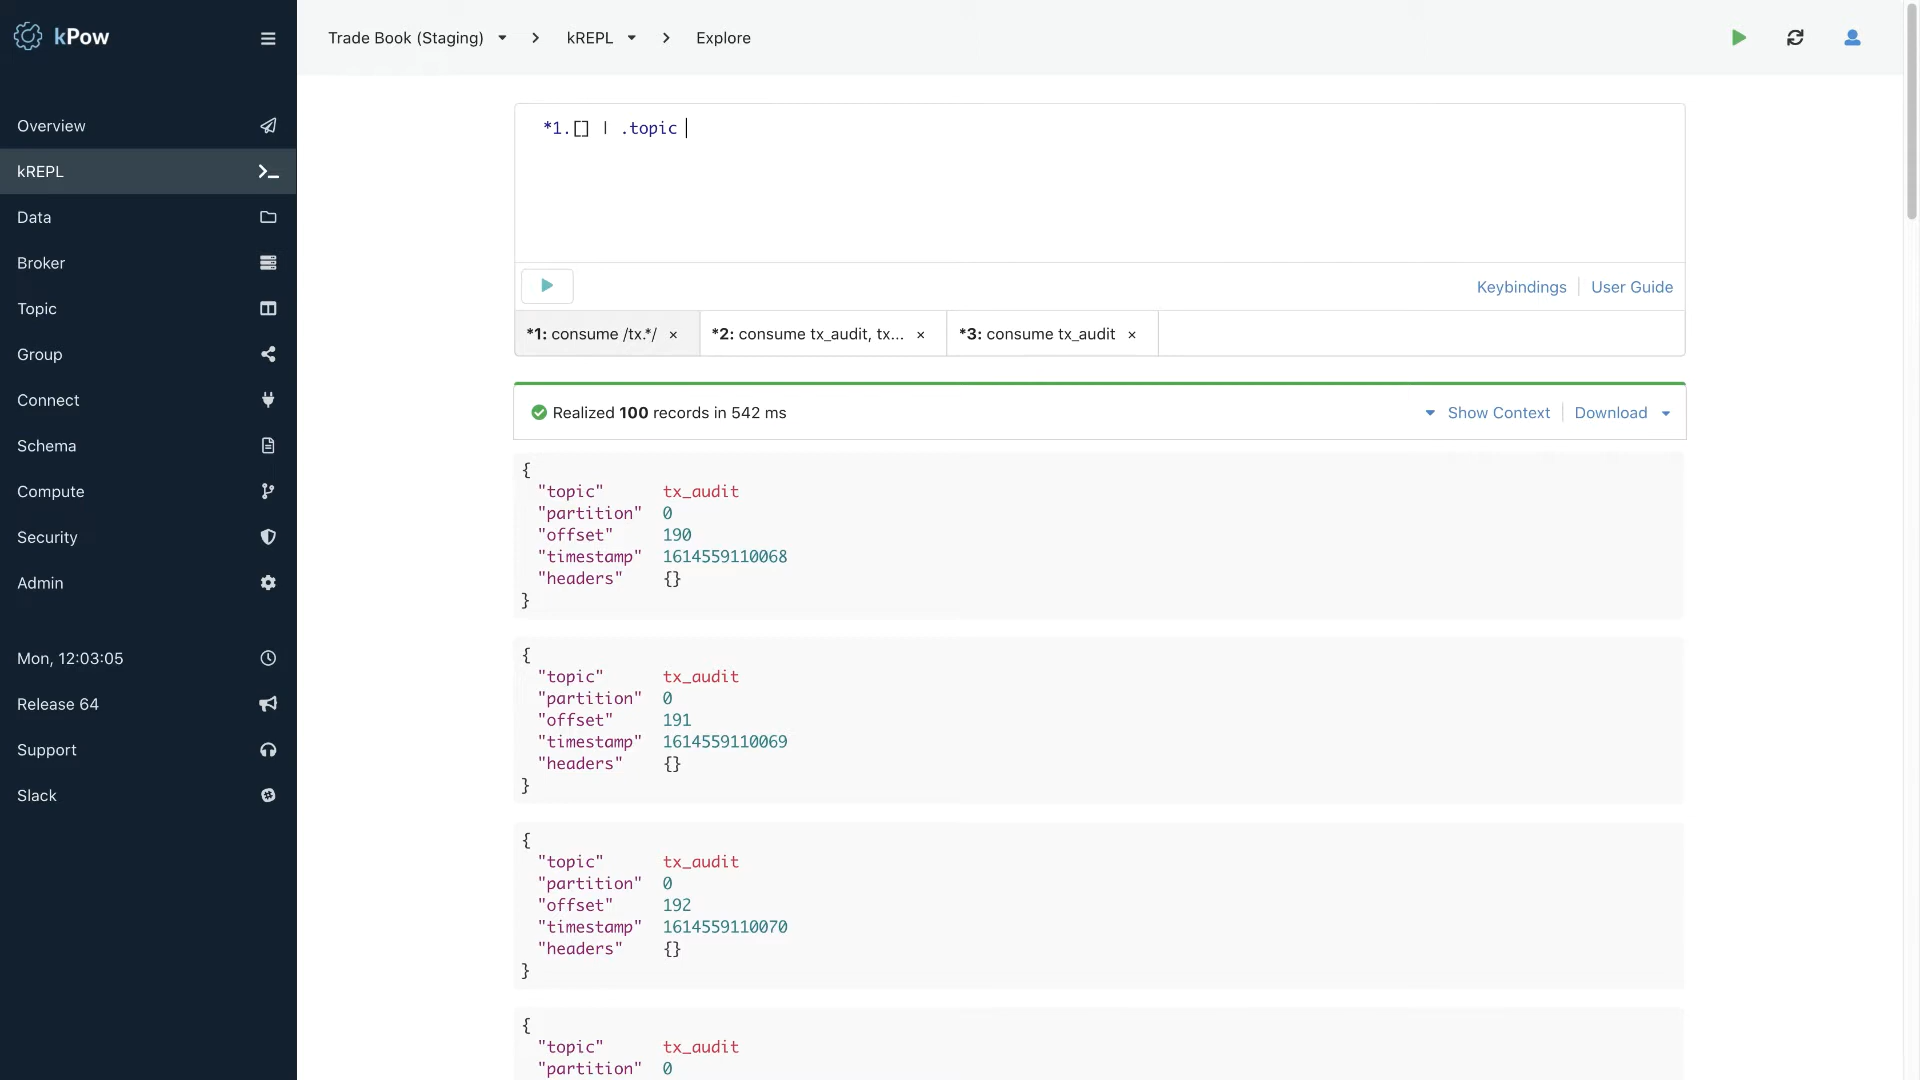 kPow
Trade Book (Staging) > kREPL > Explore
Overview
kREPL
Data
Broker
Topic
Group
Connect
Schema
Compute
Security
Admin
Mon, 12:03:05
Release 64
Support
Slack
*1.[] | .topic
Keybindings | User Guide
*1: consume /tx.*/ × *2: consume tx_audit, tx... × *3: consume tx_audit ×
Realized 100 records in 542 ms
Show Context | Download
{
"topic" tx_audit
"partition" 0
"offset" 190
"timestamp" 1614559110068
"headers" {}
}
{
"topic" tx_audit
"partition" 0
"offset" 191
"timestamp" 1614559110069
"headers" {}
}
{
"topic" tx_audit
"partition" 0
"offset" 192
"timestamp" 1614559110070
"headers" {}
}
{
"topic" tx_audit
"partition" 0